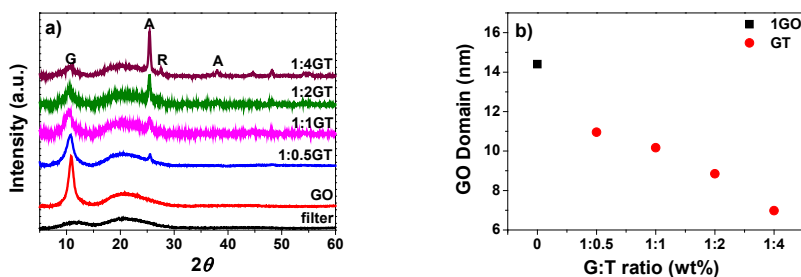 a)
A
G
R
A
1:4GT
1:2GT
1:1GT
1:0.5GT
GO
filter
Intensity (a.u.)
10 20 30 40 50 60
2θ
b)
1GO
GT
16
14
12
10
8
6
GO Domain (nm)
0 1:0.5 1:1 1:2 1:4
G:T ratio (wt%)